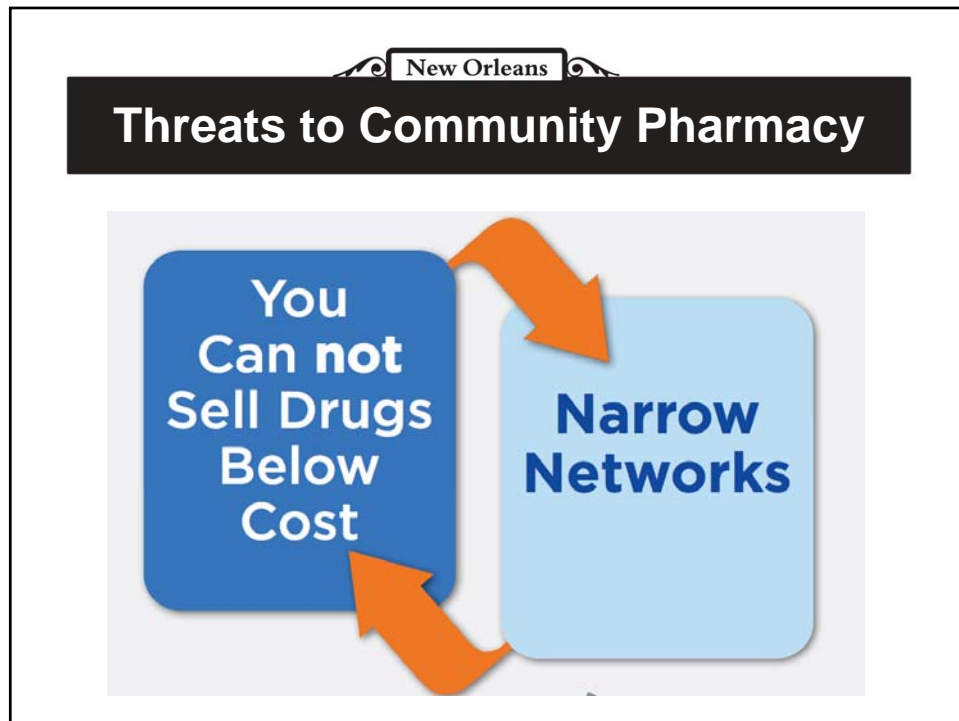 New Orleans
Threats to Community Pharmacy
You
Can not
Sell Drugs
Below
Cost
Narrow
Networks